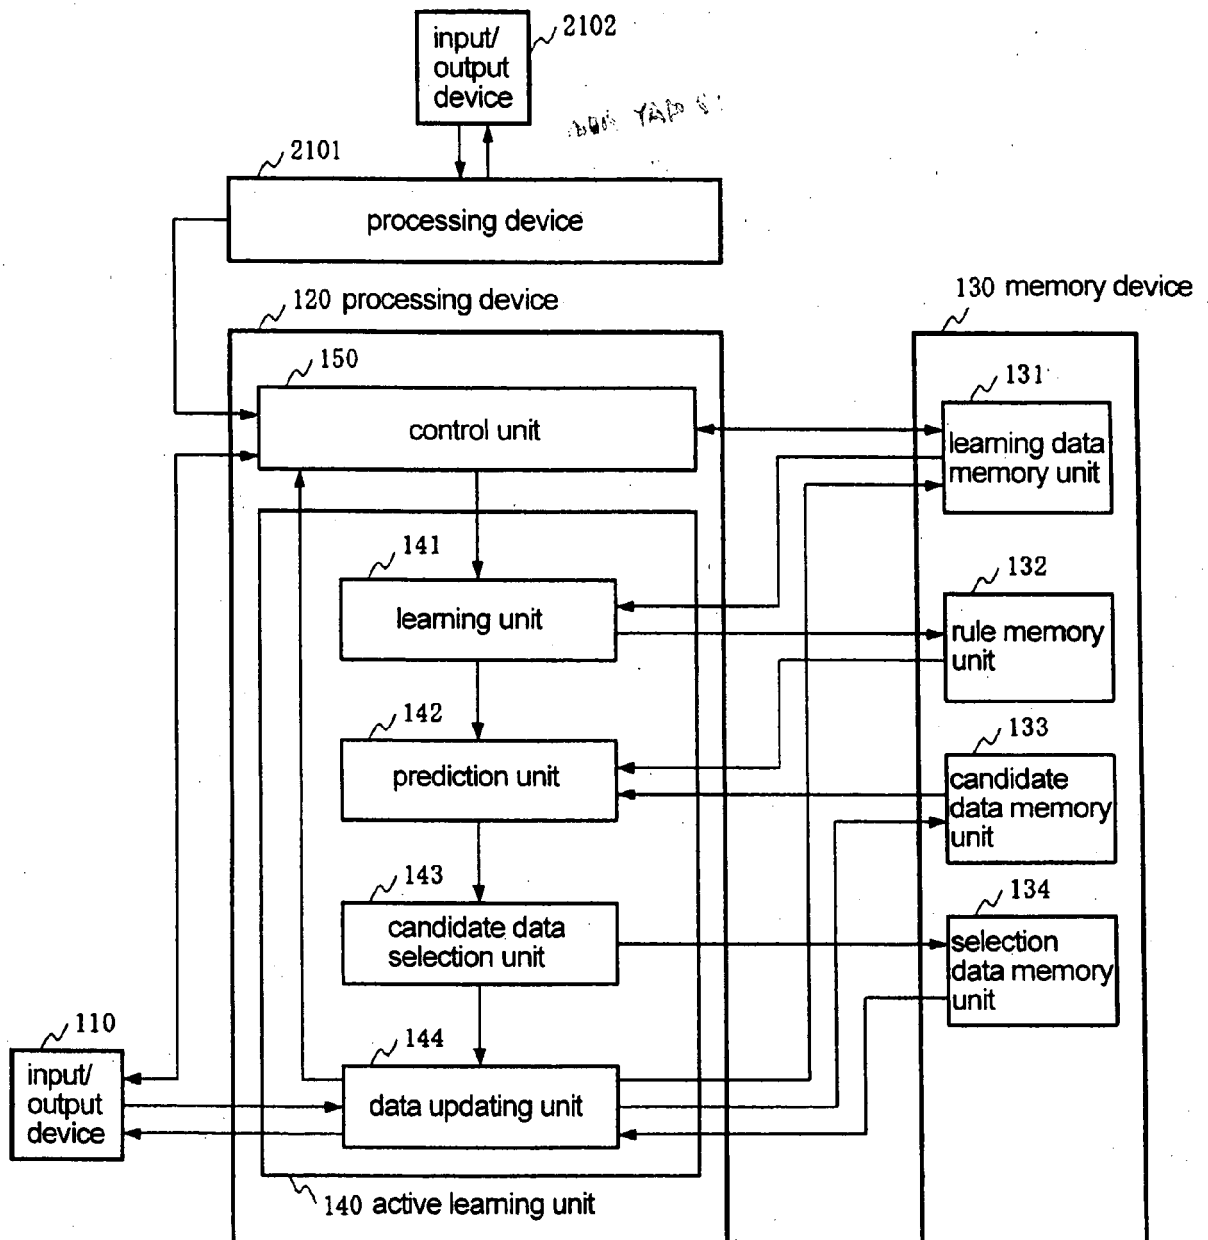 2102
input/
output
device
2101
processing device
120 processing device
130 memory device
150
control unit
131
learning data
memory unit
141
learning unit
132
rule memory
unit
142
prediction unit
133
candidate
data memory
unit
143
candidate data
selection unit
134
selection
data memory
unit
110
input/
output
device
144
data updating unit
140 active learning unit